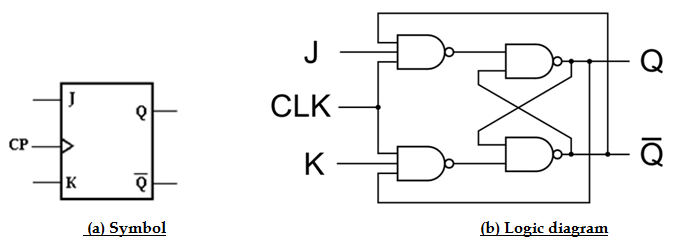 J
Q
CP
K
Q̅
(a) Symbol
J
CLK
K
Q
Q̅
(b) Logic diagram